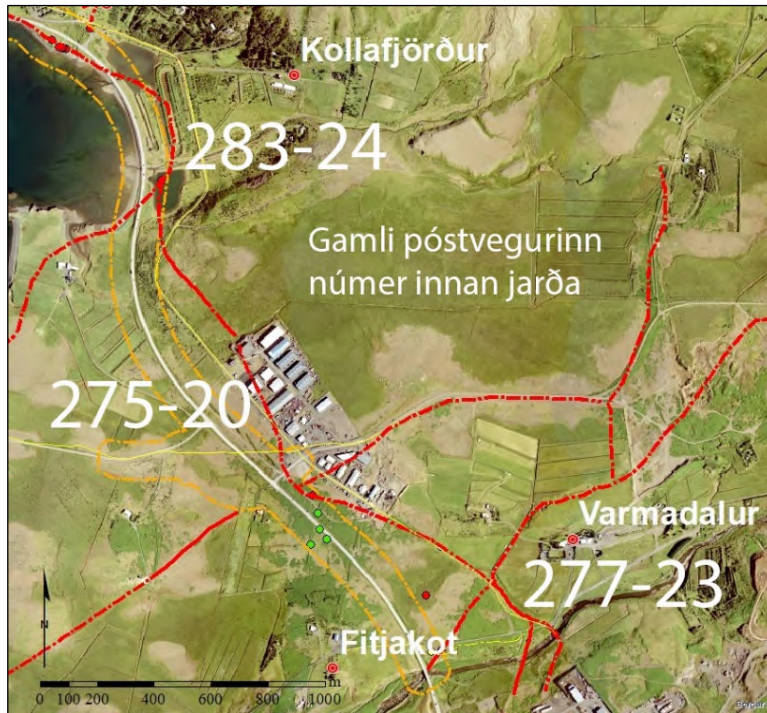 Kollafjörður
283-24
Gamli póstvegurinn
númer innan jarða
275-20
Varmadalur
277-23
Fitjakot
N
m
0 100 200 400 600 800 1000